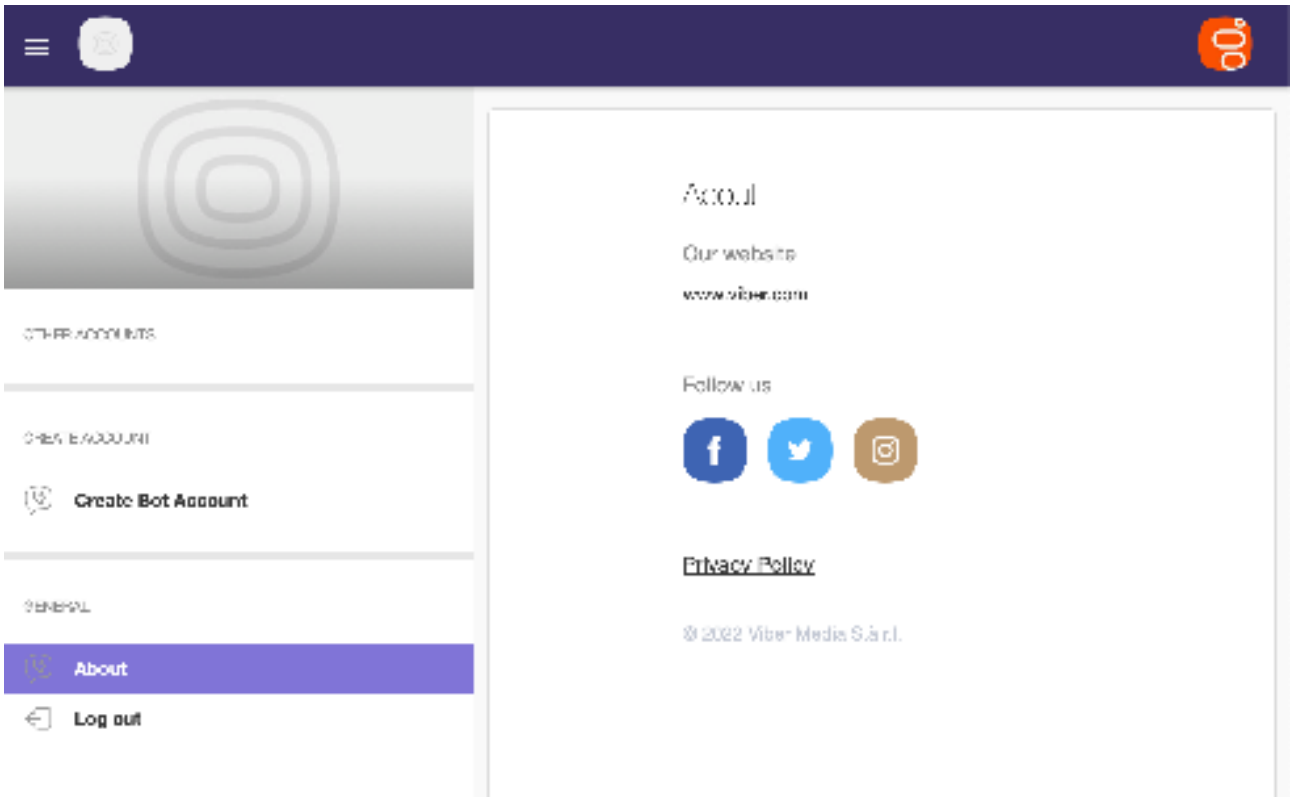 OTHER ACCOUNTS
CREATE ACCOUNT
Create Bot Account
GENERAL
About
Log out
About
Our website
www.viber.com
Follow us
Privacy Policy
© 2022 Viber Media S.à r.l.